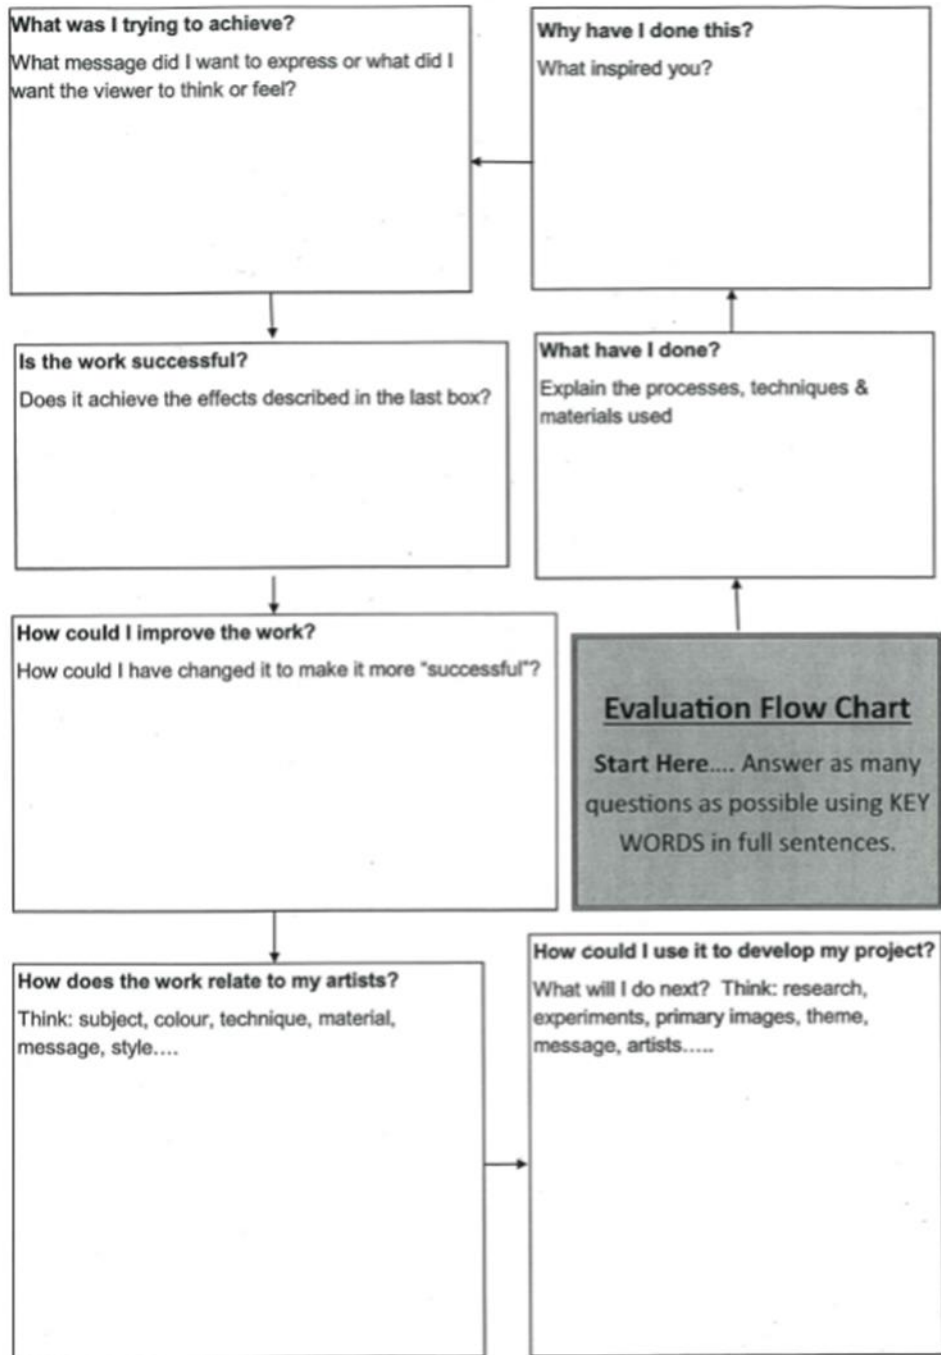 What was I trying to achieve?
What message did I want to express or what did I
want the viewer to think or feel?
Why have I done this?
What inspired you?
Is the work successful?
Does it achieve the effects described in the last box?
What have I done?
Explain the processes, techniques &
materials used
How could I improve the work?
How could I have changed it to make it more "successful"?
Evaluation Flow Chart
Start Here.... Answer as many
questions as possible using KEY
WORDS in full sentences.
How does the work relate to my artists?
Think: subject, colour, technique, material,
message, style....
How could I use it to develop my project?
What will I do next? Think: research,
experiments, primary images, theme,
message, artists.....